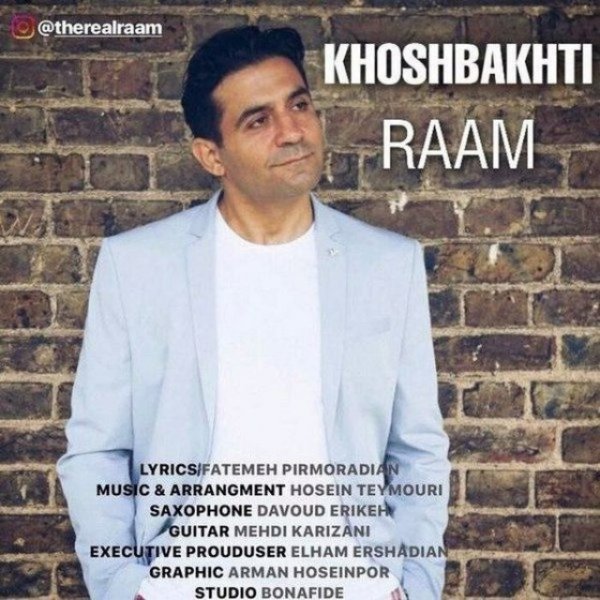 @therealraam
KHOSHBAKHTI
RAAM
LYRICS/FATEMEH PIRMORADIAN
MUSIC & ARRANGMENT HOSEIN TEYMOURI
SAXOPHONE DAVOUD ERIKEH
GUITAR MEHDI KARIZANI
EXECUTIVE PROUDUSER ELHAM ERSHADIAN
GRAPHIC ARMAN HOSEINPOR
STUDIO BONAFIDE